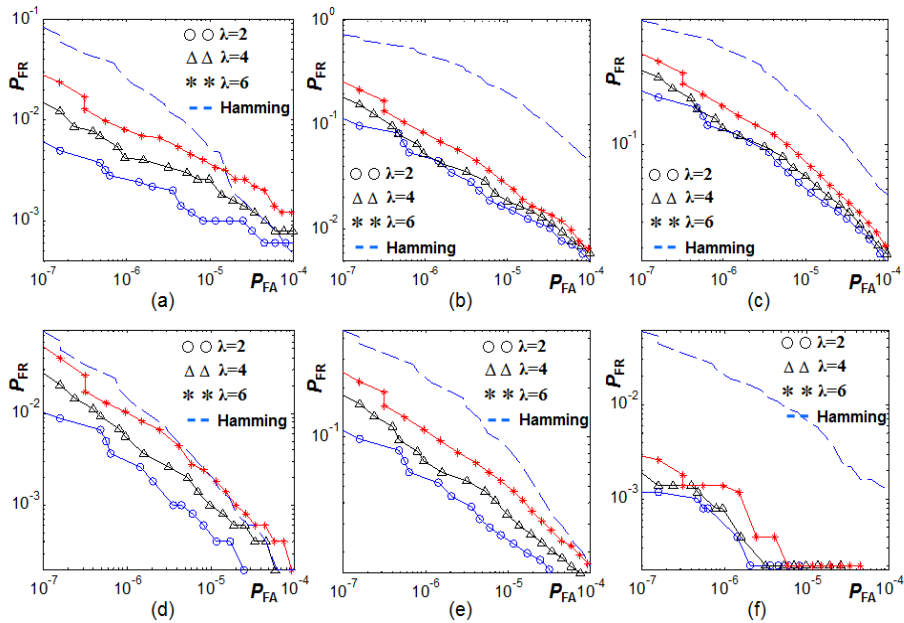 10^-1
10^-2
10^-3
P_FR
○ ○ λ=2
△ △ λ=4
* * λ=6
-- Hamming
10^-7 10^-6 10^-5 10^-4
P_FA
(a)
10^0
10^-1
10^-2
P_FR
○ ○ λ=2
△ △ λ=4
* * λ=6
-- Hamming
10^-7 10^-6 10^-5 10^-4
P_FA
(b)
10^-1
P_FR
○ ○ λ=2
△ △ λ=4
* * λ=6
-- Hamming
10^-7 10^-6 10^-5 10^-4
P_FA
(c)
10^-2
10^-3
P_FR
○ ○ λ=2
△ △ λ=4
* * λ=6
-- Hamming
10^-7 10^-6 10^-5 10^-4
P_FA
(d)
10^-1
P_FR
○ ○ λ=2
△ △ λ=4
* * λ=6
-- Hamming
10^-7 10^-6 10^-5 10^-4
P_FA
(e)
10^-2
10^-3
P_FR
○ ○ λ=2
△ △ λ=4
* * λ=6
-- Hamming
10^-7 10^-6 10^-5 10^-4
P_FA
(f)